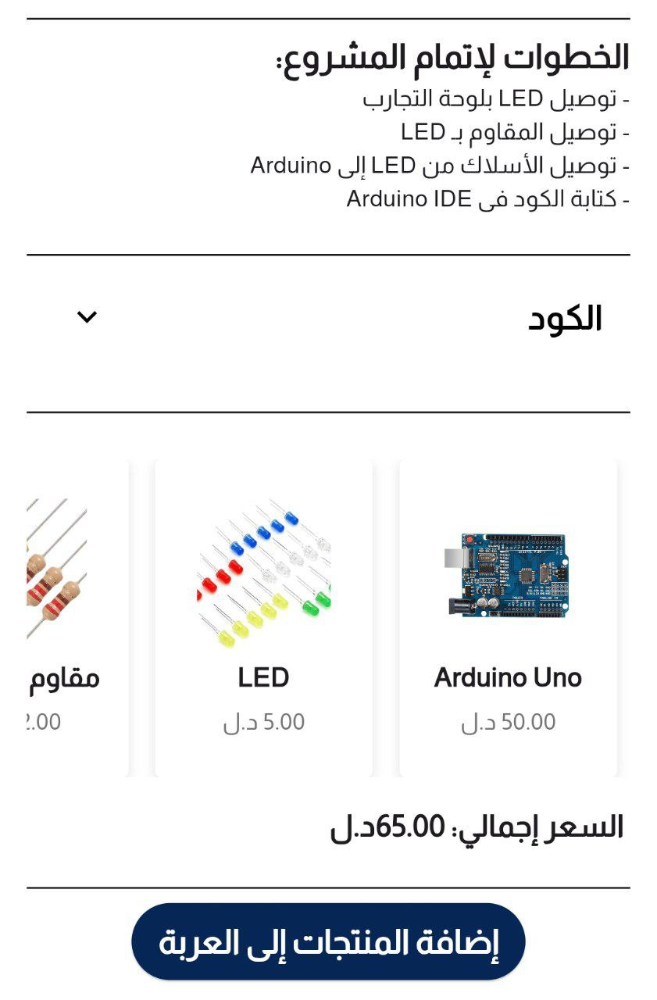 الخطوات لإتمام المشروع:
- توصيل LED بلوحة التجارب
- توصيل المقاوم بـ LED
- توصيل الأسلاك من LED إلى Arduino
- كتابة الكود في Arduino IDE
الكود
Arduino Uno
50.00 د.ل
LED
5.00 د.ل
مقاوم
2.00
السعر إجمالي: 65.00د.ل
إضافة المنتجات إلى العربة